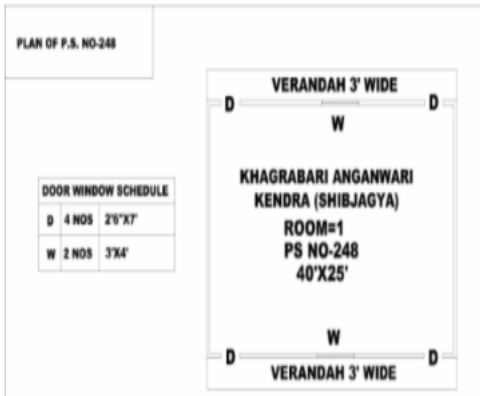 PLAN OF P.S. NO-248
VERANDAH 3' WIDE
D D
W
KHAGRABARI ANGANWARI
KENDRA (SHIBJAGYA)
ROOM=1
PS NO-248
40'X25'
DOOR WINDOW SCHEDULE
D 4 NOS 2'6"X7'
W 2 NOS 3'X4'
W
D D
VERANDAH 3' WIDE